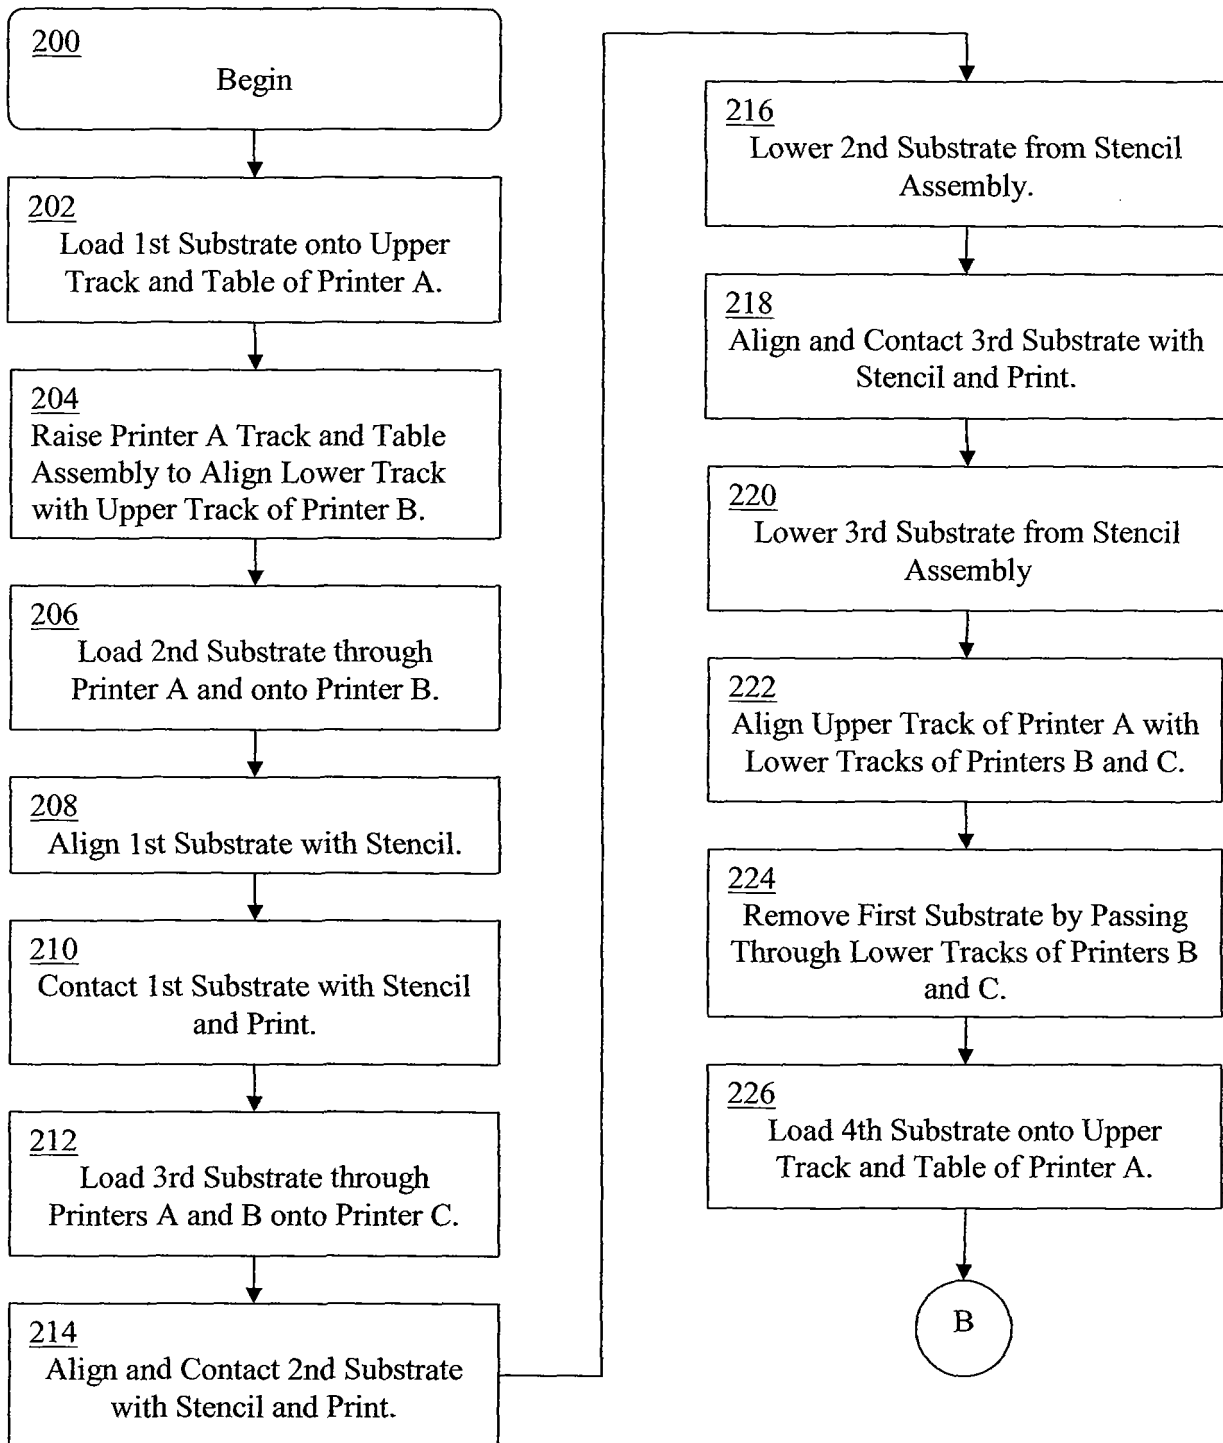 200
Begin
202
Load 1st Substrate onto Upper
Track and Table of Printer A.
204
Raise Printer A Track and Table
Assembly to Align Lower Track
with Upper Track of Printer B.
206
Load 2nd Substrate through
Printer A and onto Printer B.
208
Align 1st Substrate with Stencil.
210
Contact 1st Substrate with Stencil
and Print.
212
Load 3rd Substrate through
Printers A and B onto Printer C.
214
Align and Contact 2nd Substrate
with Stencil and Print.
216
Lower 2nd Substrate from Stencil
Assembly.
218
Align and Contact 3rd Substrate with
Stencil and Print.
220
Lower 3rd Substrate from Stencil
Assembly
222
Align Upper Track of Printer A with
Lower Tracks of Printers B and C.
224
Remove First Substrate by Passing
Through Lower Tracks of Printers B
and C.
226
Load 4th Substrate onto Upper
Track and Table of Printer A.
B